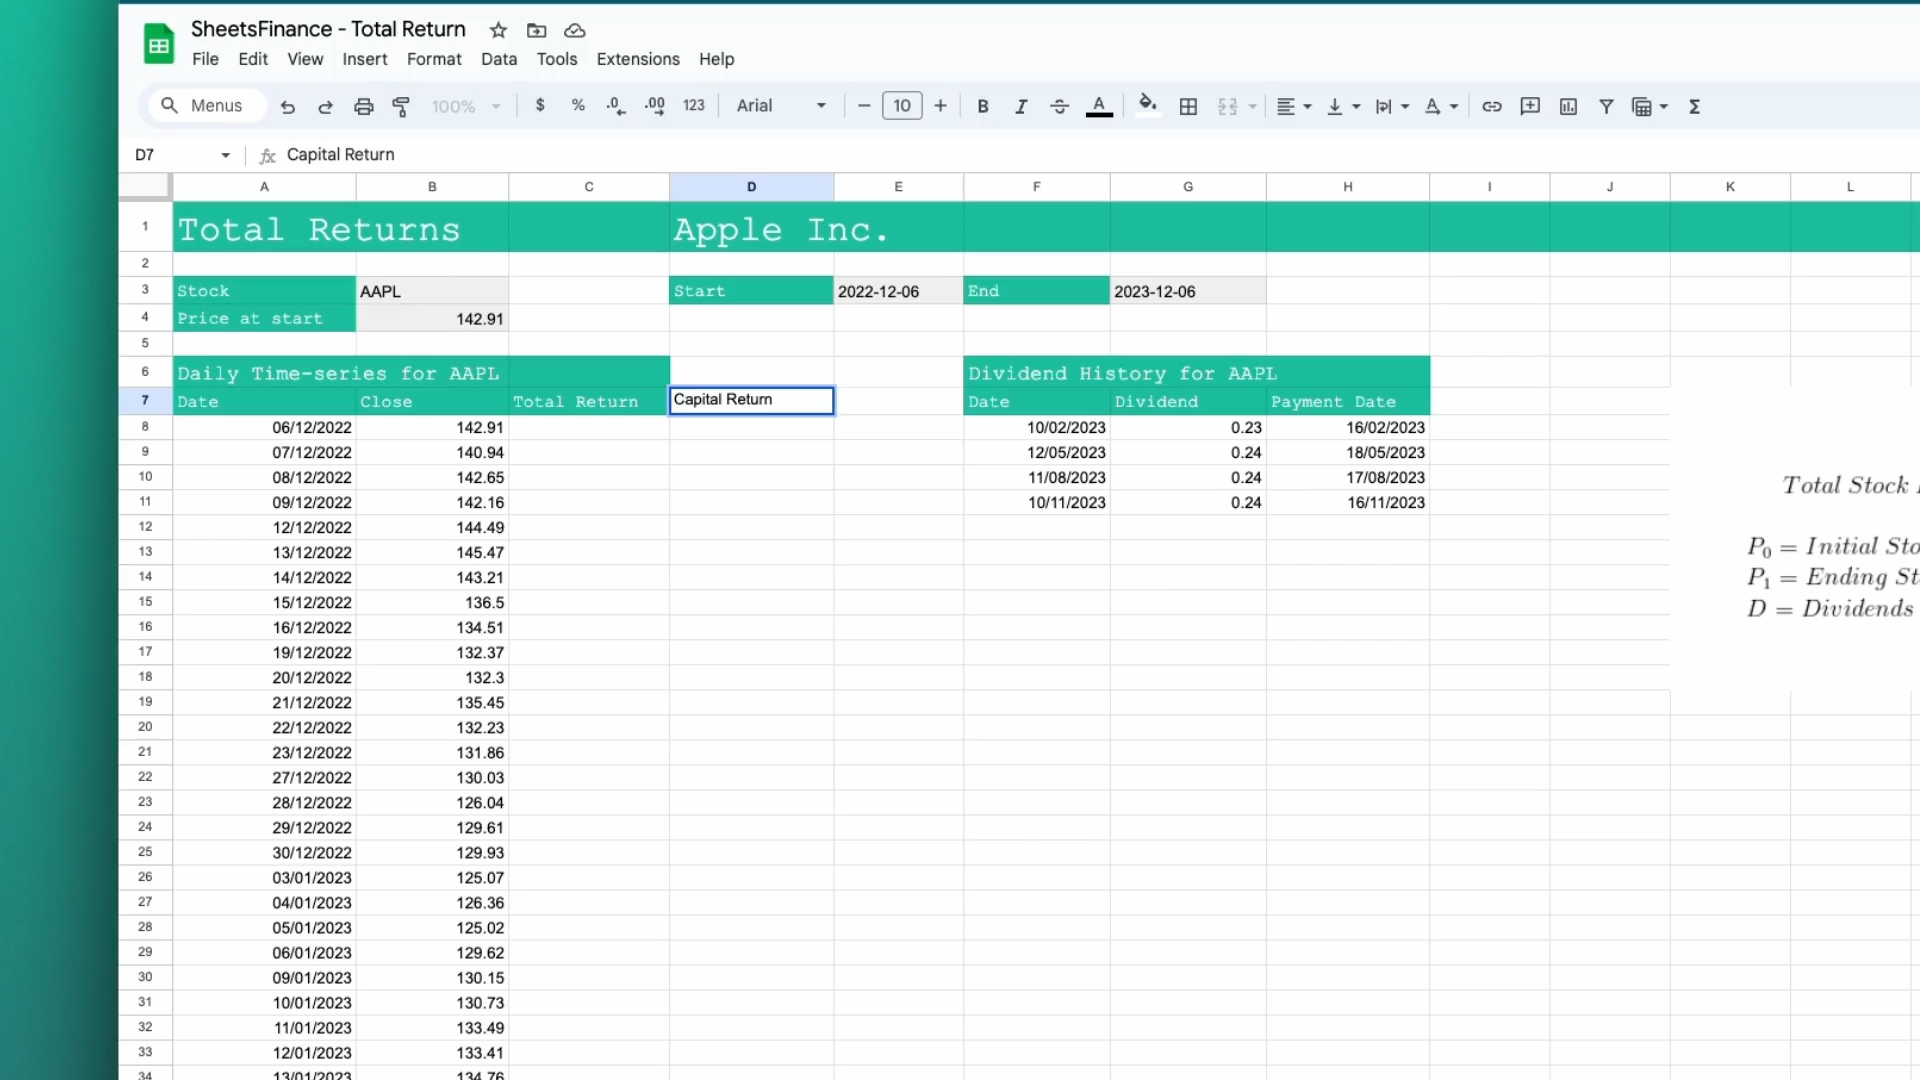 SheetsFinance - Total Return
File Edit View Insert Format Data Tools Extensions Help
Menus 100% $ % .0 .00 123 Arial 10 B I S A Σ
D7 fx Capital Return
A B C D E F G H I J K L
1 Total Returns Apple Inc.
2
3 Stock AAPL Start 2022-12-06 End 2023-12-06
4 Price at start 142.91
5
6 Daily Time-series for AAPL Dividend History for AAPL
7 Date Close Total Return Capital Return Date Dividend Payment Date
8 06/12/2022 142.91 10/02/2023 0.23 16/02/2023
9 07/12/2022 140.94 12/05/2023 0.24 18/05/2023
10 08/12/2022 142.65 11/08/2023 0.24 17/08/2023
11 09/12/2022 142.16 10/11/2023 0.24 16/11/2023
12 12/12/2022 144.49
13 13/12/2022 145.47
14 14/12/2022 143.21
15 15/12/2022 136.5
16 16/12/2022 134.51
17 19/12/2022 132.37
18 20/12/2022 132.3
19 21/12/2022 135.45
20 22/12/2022 132.23
21 23/12/2022 131.86
22 27/12/2022 130.03
23 28/12/2022 126.04
24 29/12/2022 129.61
25 30/12/2022 129.93
26 03/01/2023 125.07
27 04/01/2023 126.36
28 05/01/2023 125.02
29 06/01/2023 129.62
30 09/01/2023 130.15
31 10/01/2023 130.73
32 11/01/2023 133.49
33 12/01/2023 133.41
34 13/01/2023 134.76
Total Stock
P₀ = Initial Sto
P₁ = Ending St
D = Dividends